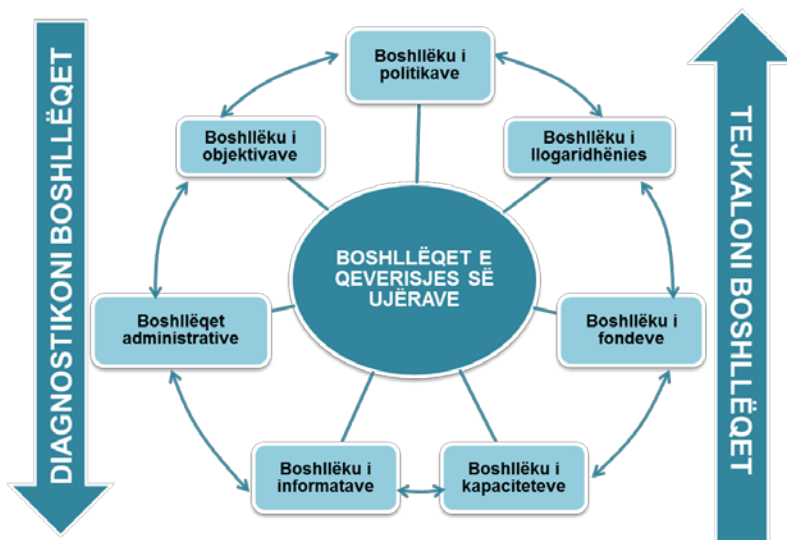 DIAGNOSTIKONI BOSHLLËQET
Boshllëku i
politikave
Boshllëku i
objektivave
Boshllëku i
llogaridhënies
BOSHLLËQET E
QEVERISJES SË
UJËRAVE
Boshllëqet
administrative
Boshllëku i
fondeve
Boshllëku i
informatave
Boshllëku i
kapaciteteve
TEJKALONI BOSHLLËQET